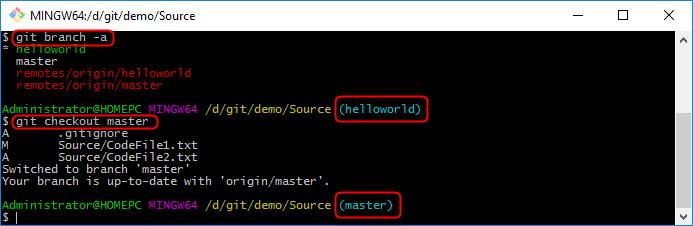 MINGW64:/d/git/demo/Source
$ git branch -a
* helloworld
master
remotes/origin/helloworld
remotes/origin/master
Administrator@HOMEPC MINGW64 /d/git/demo/Source (helloworld)
$ git checkout master
A .gitignore
M Source/CodeFile1.txt
A Source/CodeFile2.txt
Switched to branch 'master'
Your branch is up-to-date with 'origin/master'.
Administrator@HOMEPC MINGW64 /d/git/demo/Source (master)
$